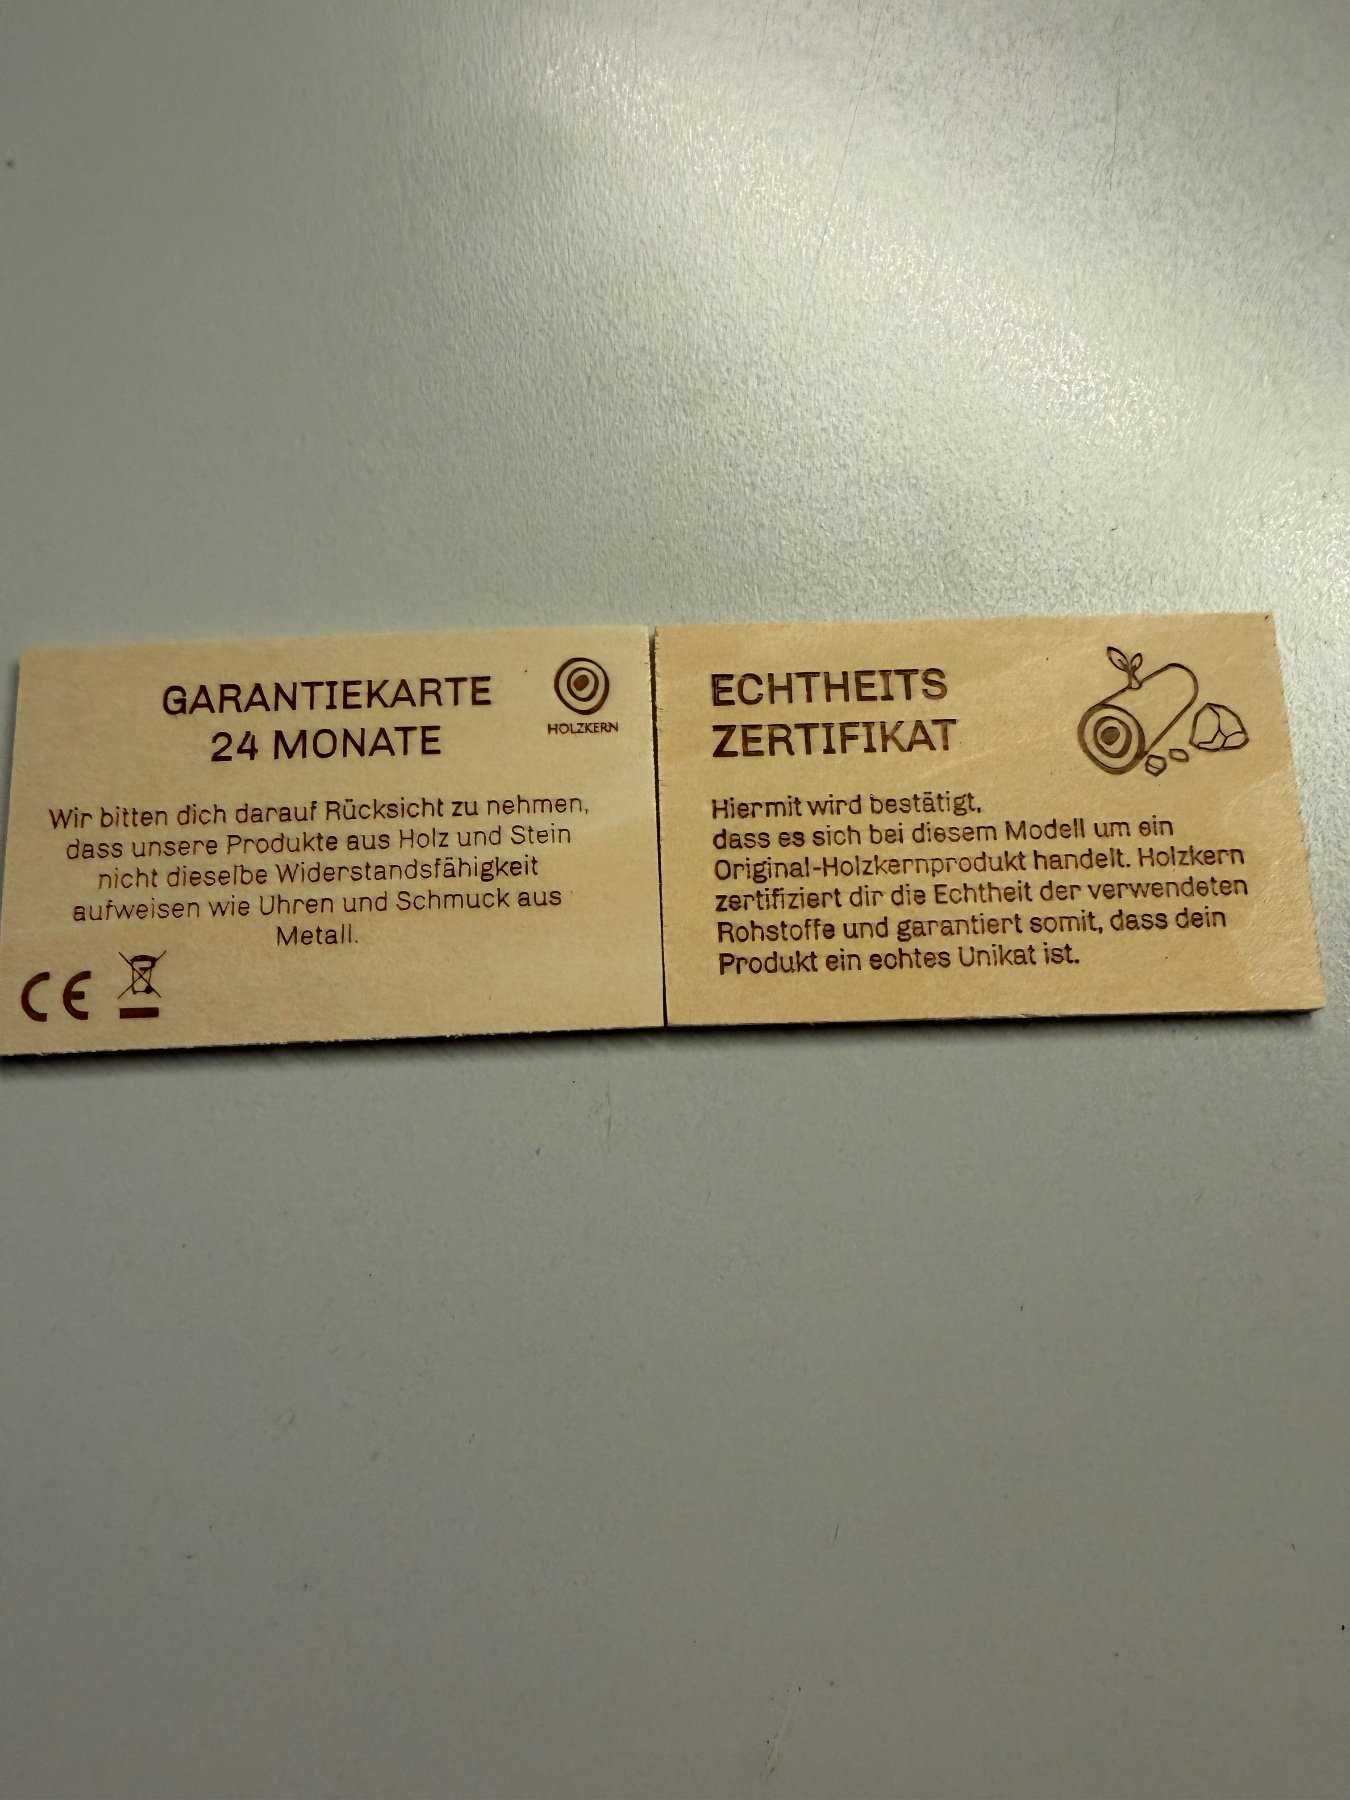 GARANTIEKARTE
24 MONATE
HOLZKERN
Wir bitten dich darauf Rücksicht zu nehmen,
dass unsere Produkte aus Holz und Stein
nicht dieselbe Widerstandsfähigkeit
aufweisen wie Uhren und Schmuck aus
Metall.
CE
ECHTHEITS
ZERTIFIKAT
Hiermit wird bestätigt,
dass es sich bei diesem Modell um ein
Original-Holzkernprodukt handelt. Holzkern
zertifiziert dir die Echtheit der verwendeten
Rohstoffe und garantiert somit, dass dein
Produkt ein echtes Unikat ist.